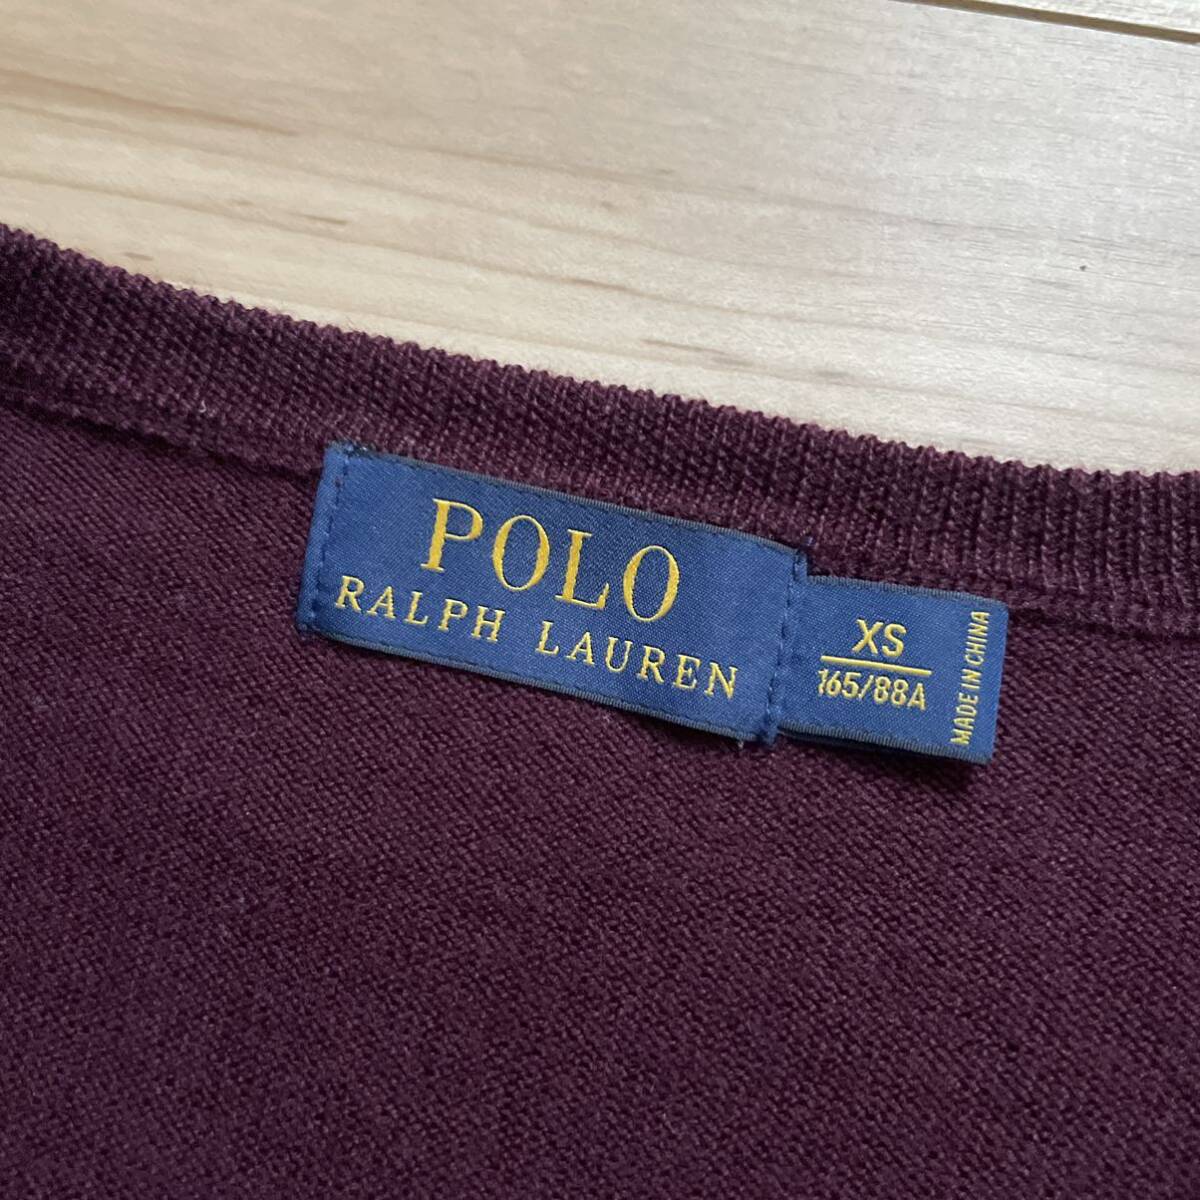 POLO
RALPH LAUREN
XS
165/88A
MADE IN CHINA